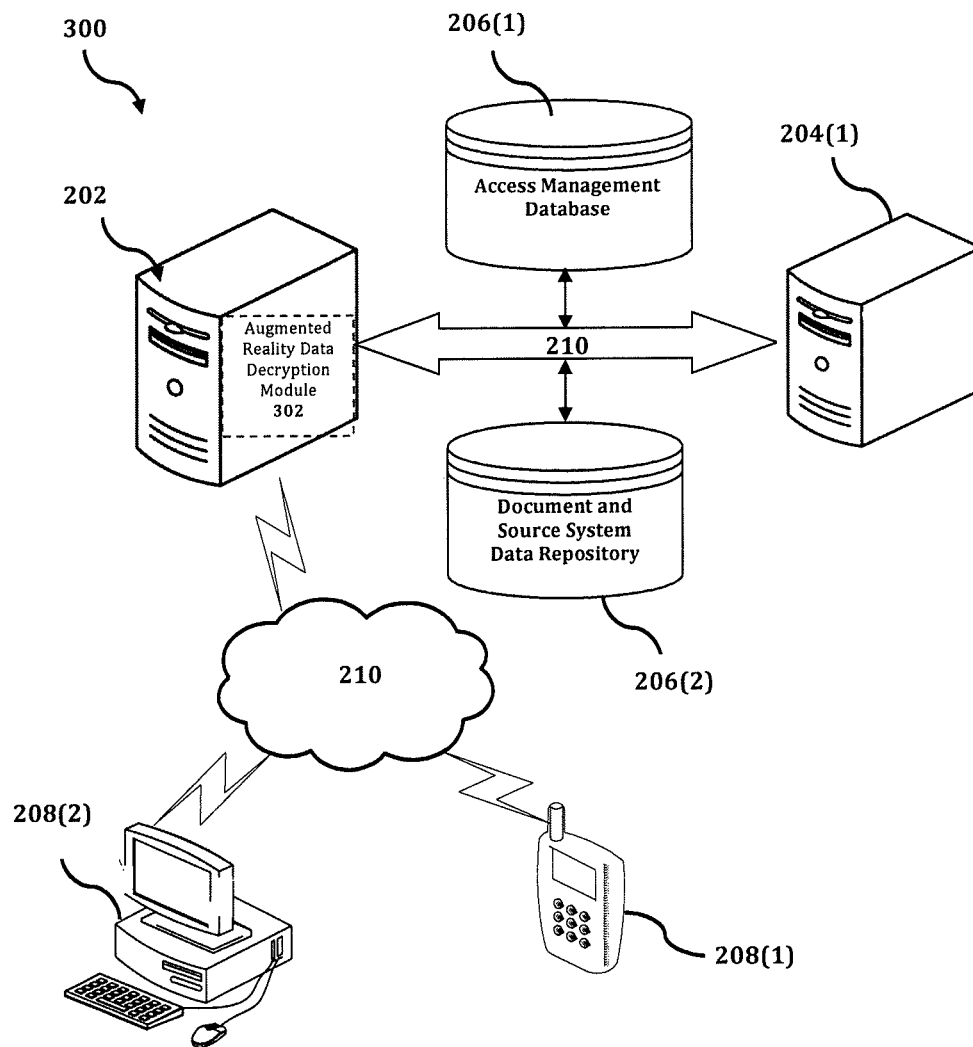 300
206(1)
204(1)
202
Access Management
Database
Augmented
Reality Data
Decryption
Module
302
210
Document and
Source System
Data Repository
206(2)
210
208(2)
208(1)